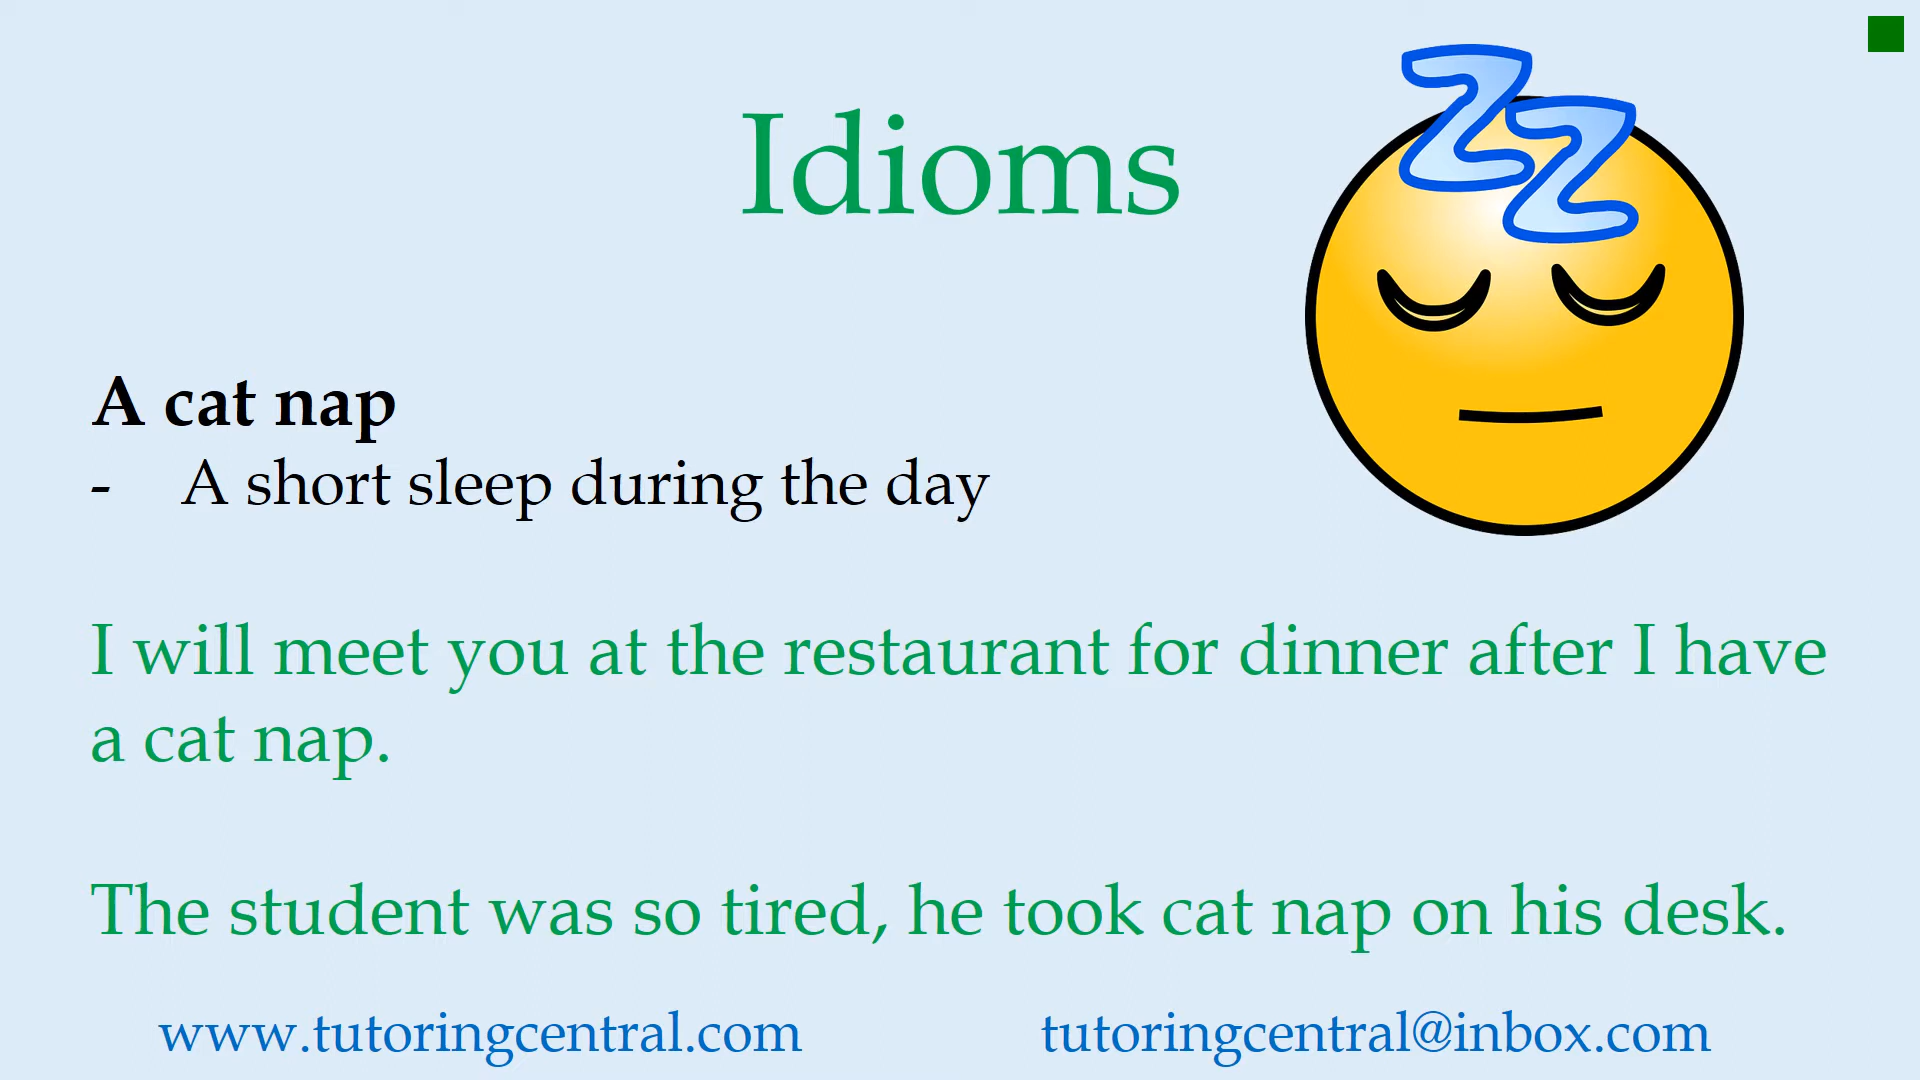 Idioms
A cat nap
- A short sleep during the day
I will meet you at the restaurant for dinner after I have
a cat nap.
The student was so tired, he took cat nap on his desk.
www.tutoringcentral.com tutoringcentral@inbox.com